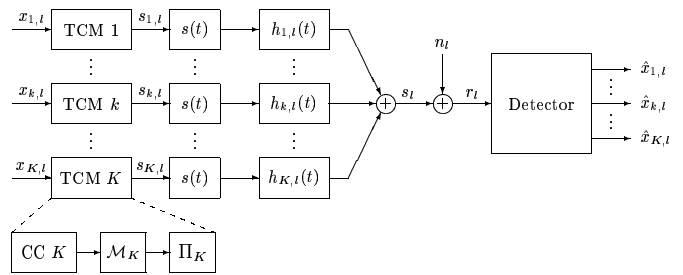 x_{1,l} TCM 1 s_{1,l} s(t) h_{1,l}(t)
⋮ ⋮ ⋮
n_l
x_{k,l} TCM k s_{k,l} s(t) h_{k,l}(t) + s_l + r_l Detector x̂_{1,l}
⋮
x̂_{k,l}
⋮
x̂_{K,l}
⋮ ⋮ ⋮
x_{K,l} TCM K s_{K,l} s(t) h_{K,l}(t)
CC K ℳ_K Π_K